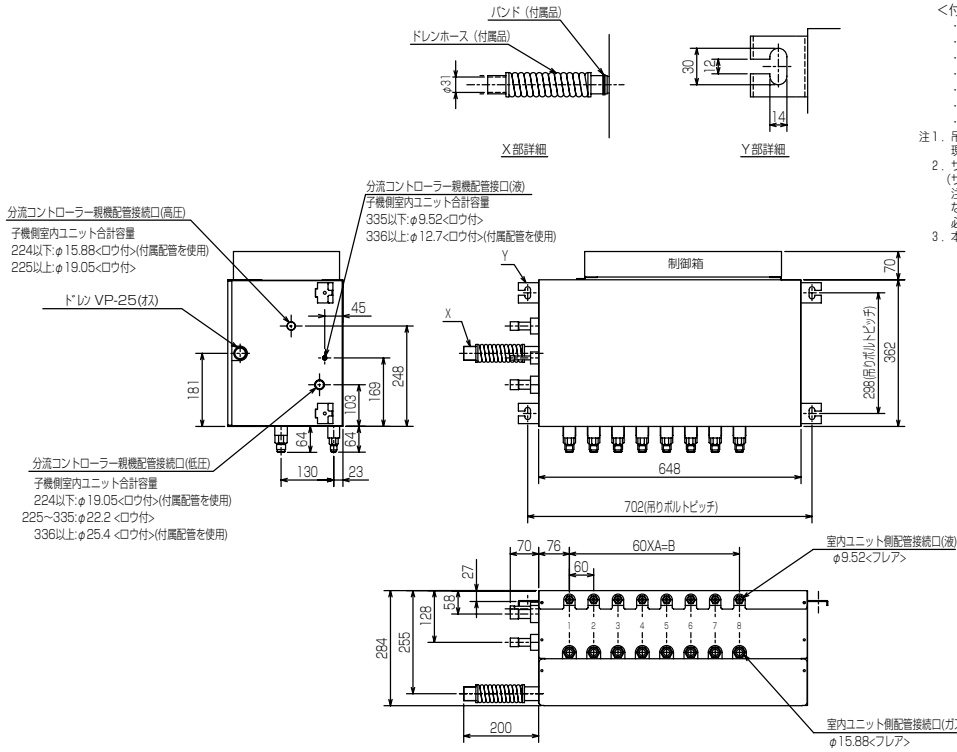 バンド (付属品)
ドレンホース (付属品)
φ31
X部詳細
30
12
14
Y部詳細
<付
注1.
2.
3. 本
分流コントローラー親機配管接続口(高圧)
子機側室内ユニット合計容量
224以下:φ15.88<ロウ付>(付属配管を使用)
225以上:φ19.05<ロウ付>
ドレン VP-25(オス)
分流コントローラー親機配管接口(液)
子機側室内ユニット合計容量
335以下:φ9.52<ロウ付>
336以上:φ12.7<ロウ付>(付属配管を使用)
45
181
248
169
103
64
64
130
23
分流コントローラー親機配管接続口(低圧)
子機側室内ユニット合計容量
224以下:φ19.05<ロウ付>(付属配管を使用)
225~335:φ22.2 <ロウ付>
336以上:φ25.4 <ロウ付>(付属配管を使用)
Y
X
制御箱
70
298(吊りボルトピッチ)
362
648
702(吊りボルトピッチ)
70
76
60XA=B
60
27
58
128
255
284
200
1 2 3 4 5 6 7 8
室内ユニット側配管接続口(液)
φ9.52<フレア>
室内ユニット側配管接続口(ガ
φ15.88<フレア>